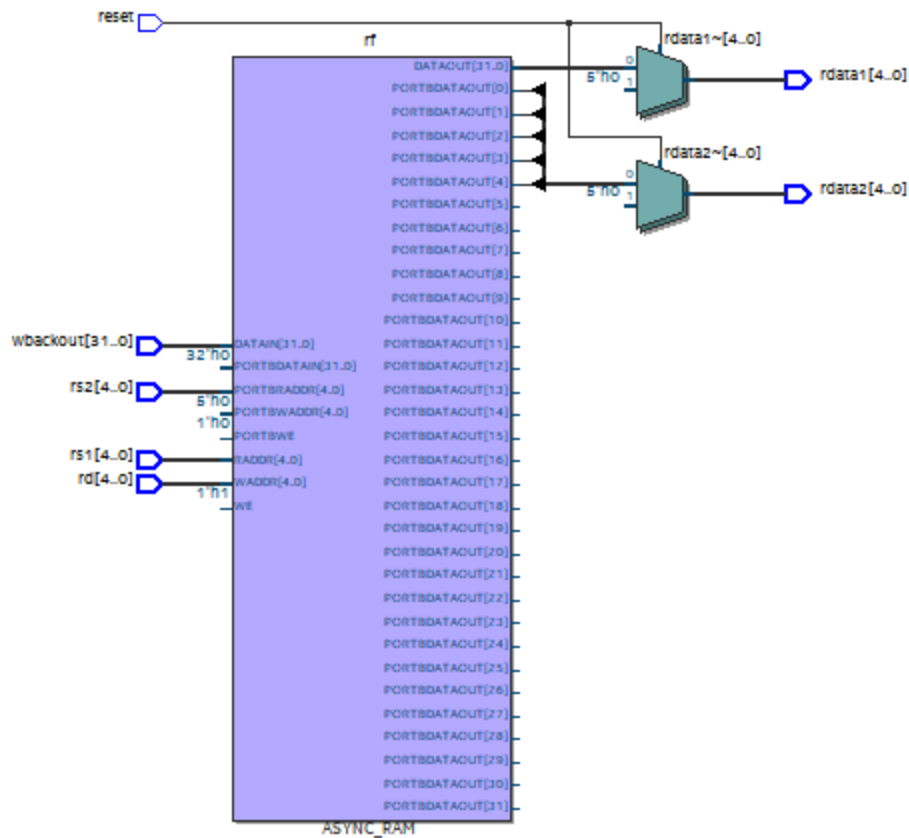 reset
rf
rdata1~[4..0]
DATAOUT[31.0]
0
5'h0
1
rdata1[4..0]
PORTBDATAOUT[0]
PORTBDATAOUT[1]
PORTBDATAOUT[2]
PORTBDATAOUT[3]
PORTBDATAOUT[4]
rdata2~[4..0]
0
5'h0
1
rdata2[4..0]
PORTBDATAOUT[5]
PORTBDATAOUT[6]
PORTBDATAOUT[7]
PORTBDATAOUT[8]
PORTBDATAOUT[9]
PORTBDATAOUT[10]
PORTBDATAOUT[11]
PORTBDATAOUT[12]
PORTBDATAOUT[13]
PORTBDATAOUT[14]
PORTBDATAOUT[15]
PORTBDATAOUT[16]
PORTBDATAOUT[17]
PORTBDATAOUT[18]
PORTBDATAOUT[19]
PORTBDATAOUT[20]
PORTBDATAOUT[21]
PORTBDATAOUT[22]
PORTBDATAOUT[23]
PORTBDATAOUT[24]
PORTBDATAOUT[25]
PORTBDATAOUT[26]
PORTBDATAOUT[27]
PORTBDATAOUT[28]
PORTBDATAOUT[29]
PORTBDATAOUT[30]
PORTBDATAOUT[31]
wbackout[31..0]
DATAIN[31.0]
32'h0
PORTBDATAIN[31.0]
rs2[4..0]
PORTBRADDR[4.0]
5'h0
PORTBWADDR[4.0]
1'h0
PORTBWE
rs1[4..0]
RADDR[4.0]
rd[4..0]
WADDR[4.0]
1'h1
WE
ASYNC_RAM